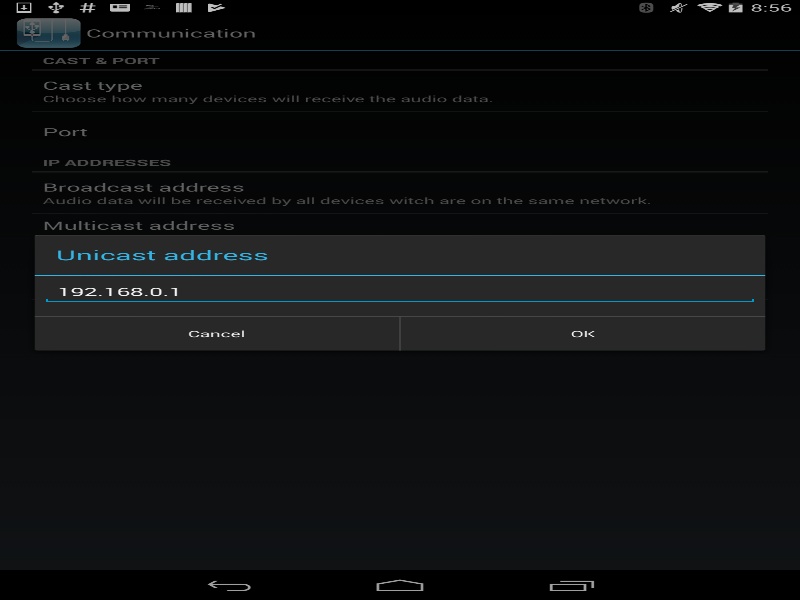 8:56
Communication
CAST & PORT
Cast type
Choose how many devices will receive the audio data.
Port
IP ADDRESSES
Broadcast address
Audio data will be received by all devices witch are on the same network.
Multicast address
Unicast address
192.168.0.1
Cancel
OK